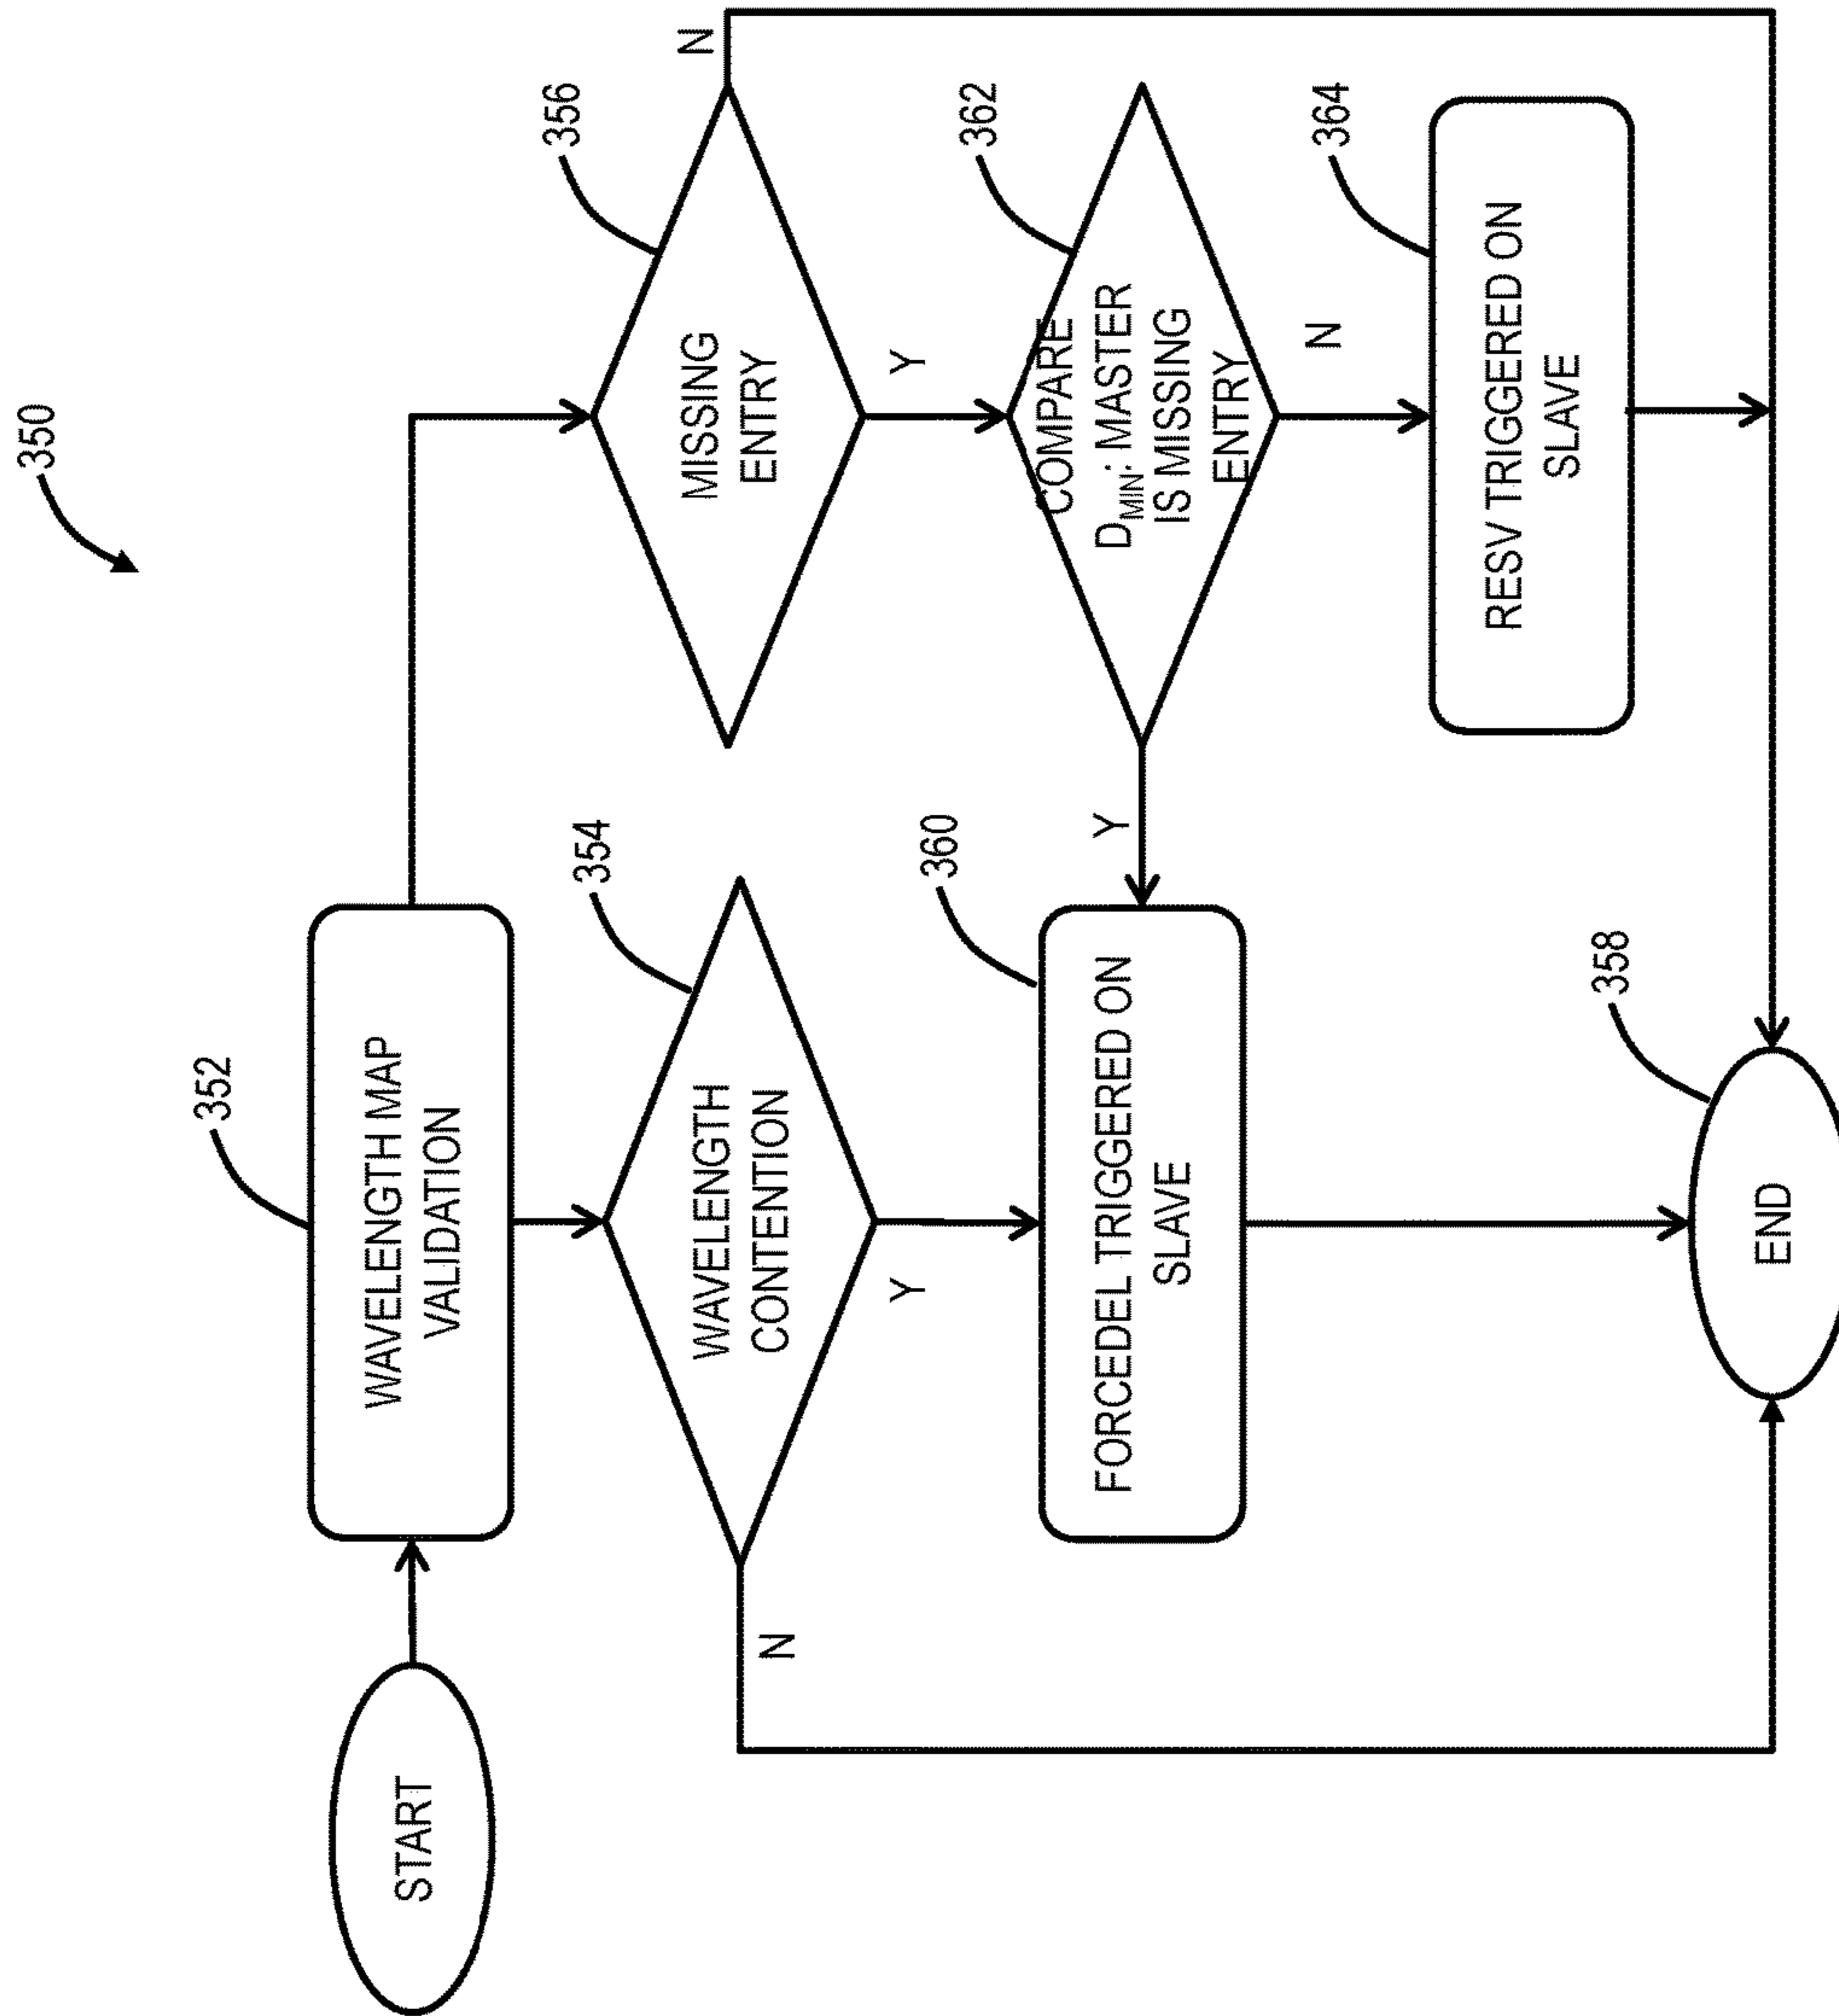 350
START
352
WAVELENGTH MAP
VALIDATION
354
WAVELENGTH
CONTENTION
N
Y
356
MISSING
ENTRY
N
Y
360
FORCEDEL TRIGGERED ON
SLAVE
Y
362
COMPARE
DMIN: MASTER
IS MISSING
ENTRY
N
364
RESV TRIGGERED ON
SLAVE
358
END